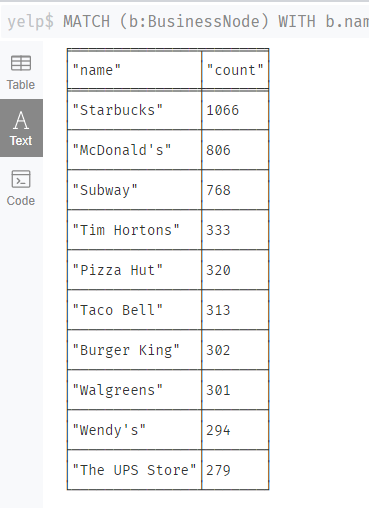 yelp$ MATCH (b:BusinessNode) WITH b.nam
Table
Text
Code
"name" "count"
"Starbucks" 1066
"McDonald's" 806
"Subway" 768
"Tim Hortons" 333
"Pizza Hut" 320
"Taco Bell" 313
"Burger King" 302
"Walgreens" 301
"Wendy's" 294
"The UPS Store" 279